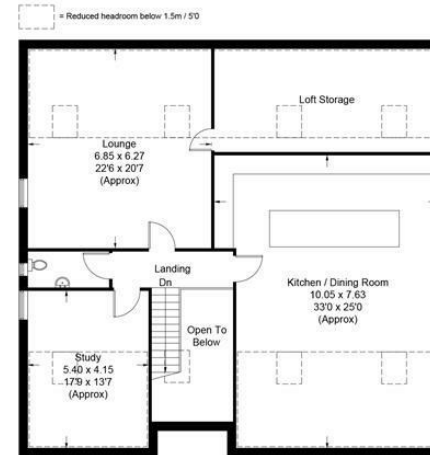 = Reduced headroom below 1.5m / 5'0
Loft Storage
Lounge
6.85 x 6.27
22'6 x 20'7
(Approx)
Landing
Dn
Kitchen / Dining Room
10.05 x 7.63
33'0 x 25'0
(Approx)
Open To
Below
Study
5.40 x 4.15
17'9 x 13'7
(Approx)